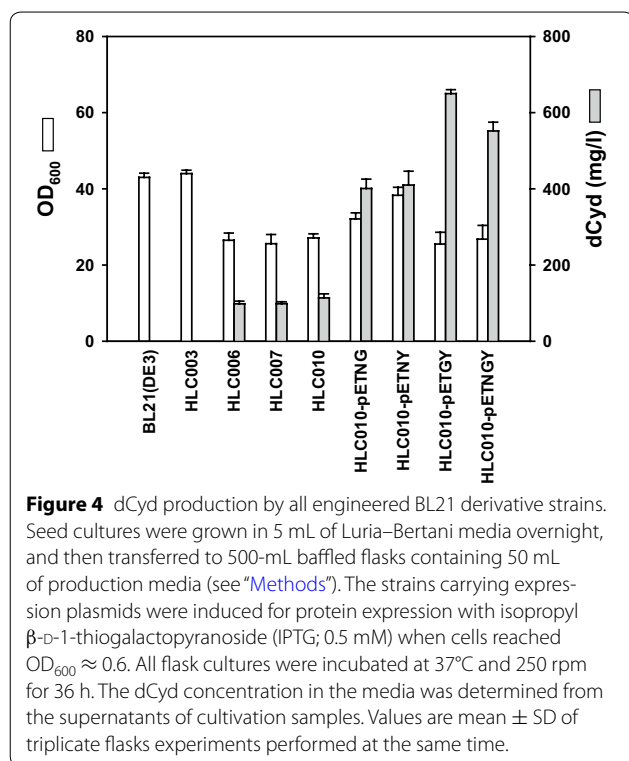 80
800
60
600
40
400
20
200
0
0
OD600
dCyd (mg/l)
BL21(DE3)
HLC003
HLC006
HLC007
HLC010
HLC010-pETNG
HLC010-pETNY
HLC010-pETGY
HLC010-pETNGY
Figure 4 dCyd production by all engineered BL21 derivative strains.
Seed cultures were grown in 5 mL of Luria–Bertani media overnight,
and then transferred to 500-mL baffled flasks containing 50 mL
of production media (see “Methods”). The strains carrying expres-
sion plasmids were induced for protein expression with isopropyl
β-D-1-thiogalactopyranoside (IPTG; 0.5 mM) when cells reached
OD600 ≈ 0.6. All flask cultures were incubated at 37°C and 250 rpm
for 36 h. The dCyd concentration in the media was determined from
the supernatants of cultivation samples. Values are mean ± SD of
triplicate flasks experiments performed at the same time.